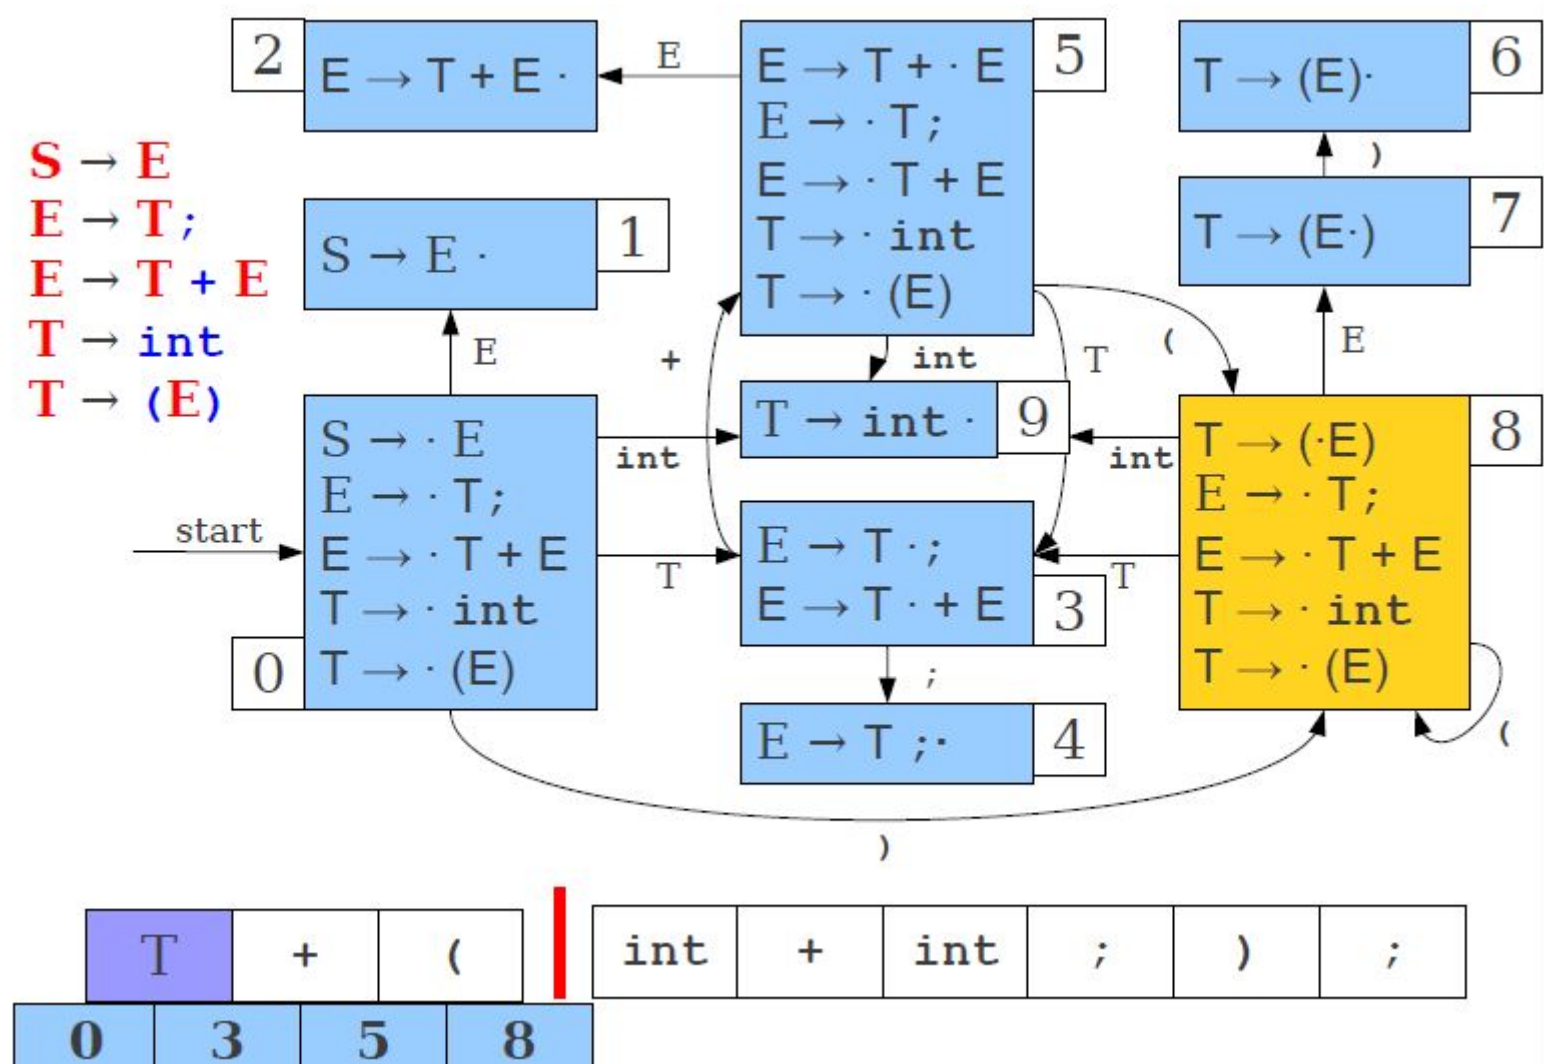 2
E → T + E ·
E
5
E → T + · E
E → · T ;
E → · T + E
T → · int
T → · (E)
6
T → (E)·
)
7
T → (E·)
S → E
E → T ;
E → T + E
T → int
T → (E)
1
S → E ·
E
+
int
T
(
E
start
0
S → · E
E → · T ;
E → · T + E
T → · int
T → · (E)
int
T
9
T → int ·
3
E → T · ;
E → T · + E
;
4
E → T ; ·
int
T
8
T → (·E)
E → · T ;
E → · T + E
T → · int
T → · (E)
(
)
T + ( int + int ; ) ;
0 3 5 8